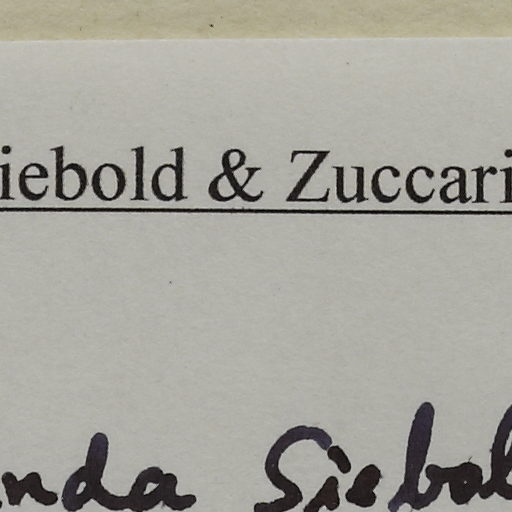 iebold & Zuccari
nda Siebol